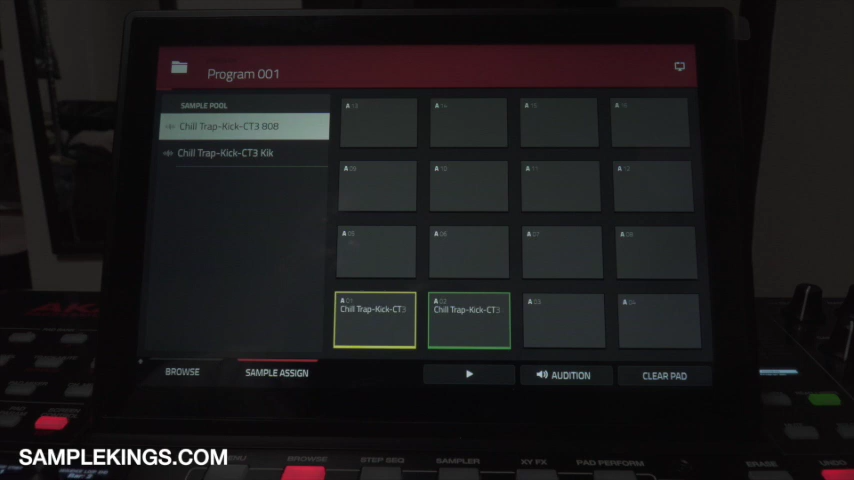 Program 001
SAMPLE POOL
Chill Trap-Kick-CT3 808
Chill Trap-Kick-CT3 Kik
A 13
A 14
A 15
A 16
A 09
A 10
A 11
A 12
A 05
A 06
A 07
A 08
A 01
Chill Trap-Kick-CT3
A 02
Chill Trap-Kick-CT3
A 03
A 04
BROWSE
SAMPLE ASSIGN
AUDITION
CLEAR PAD
SAMPLEKINGS.COM
MENU
BROWSE
STEP SEQ
SAMPLER
XY FX
PAD PERFORM
ERASE
UNDO